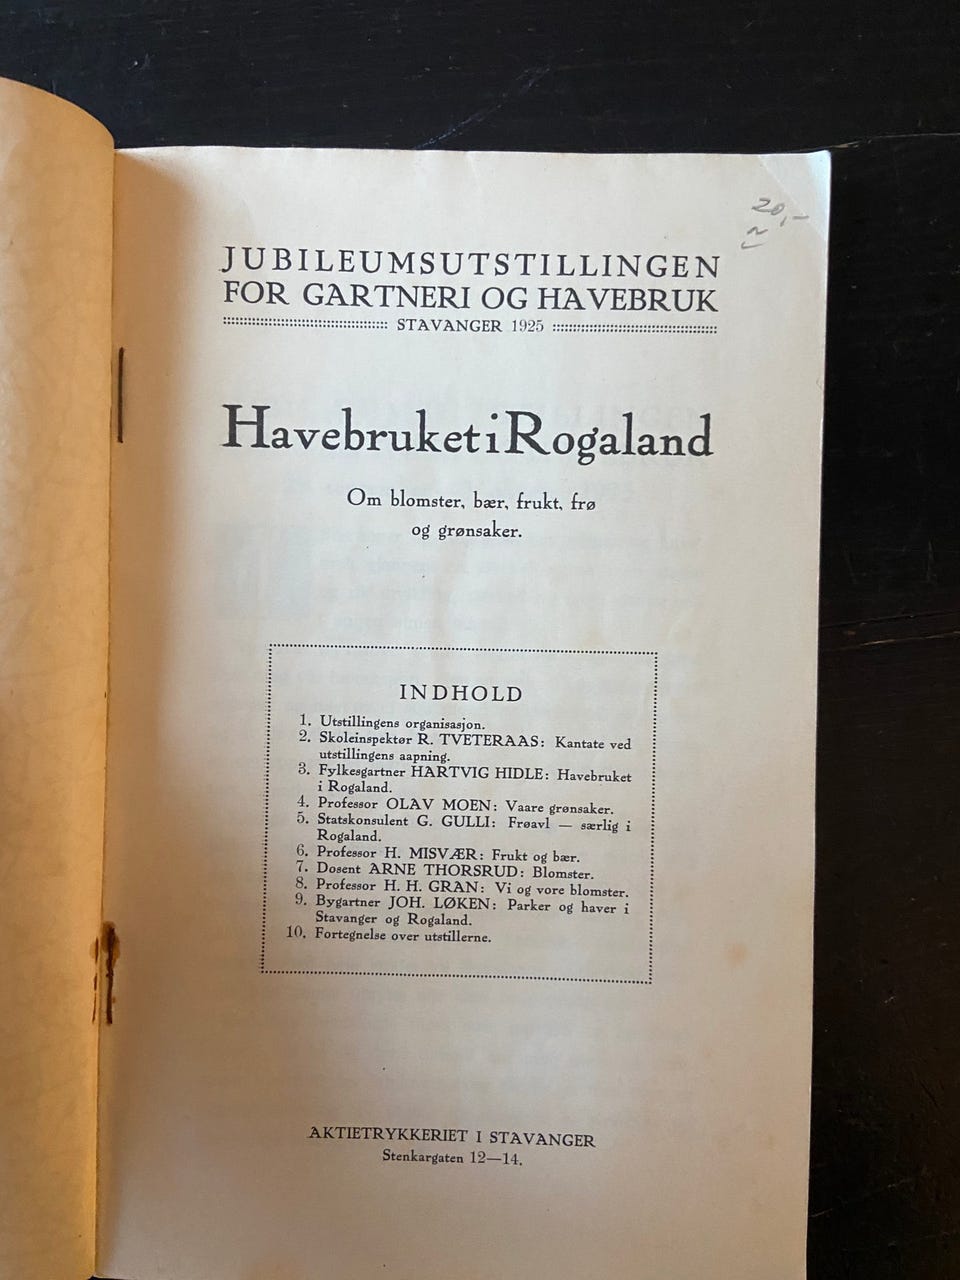 20,-
JUBILEUMSUTSTILLINGEN
FOR GARTNERI OG HAVEBRUK
STAVANGER 1925
Havebruket i Rogaland
Om blomster, bær, frukt, frø
og grønsaker.
INDHOLD
1. Utstillingens organisasjon.
2. Skoleinspektør R. TVETERAAS: Kantate ved
utstillingens aapning.
3. Fylkesgartner HARTVIG HIDLE: Havebruket
i Rogaland.
4. Professor OLAV MOEN: Vaare grønsaker.
5. Statskonsulent G. GULLI: Frøavl — særlig i
Rogaland.
6. Professor H. MISVÆR: Frukt og bær.
7. Dosent ARNE THORSRUD: Blomster.
8. Professor H. H. GRAN: Vi og vore blomster.
9. Bygartner JOH. LØKEN: Parker og haver i
Stavanger og Rogaland.
10. Fortegnelse over utstillerne.
AKTIETRYKKERIET I STAVANGER
Stenkargaten 12—14.